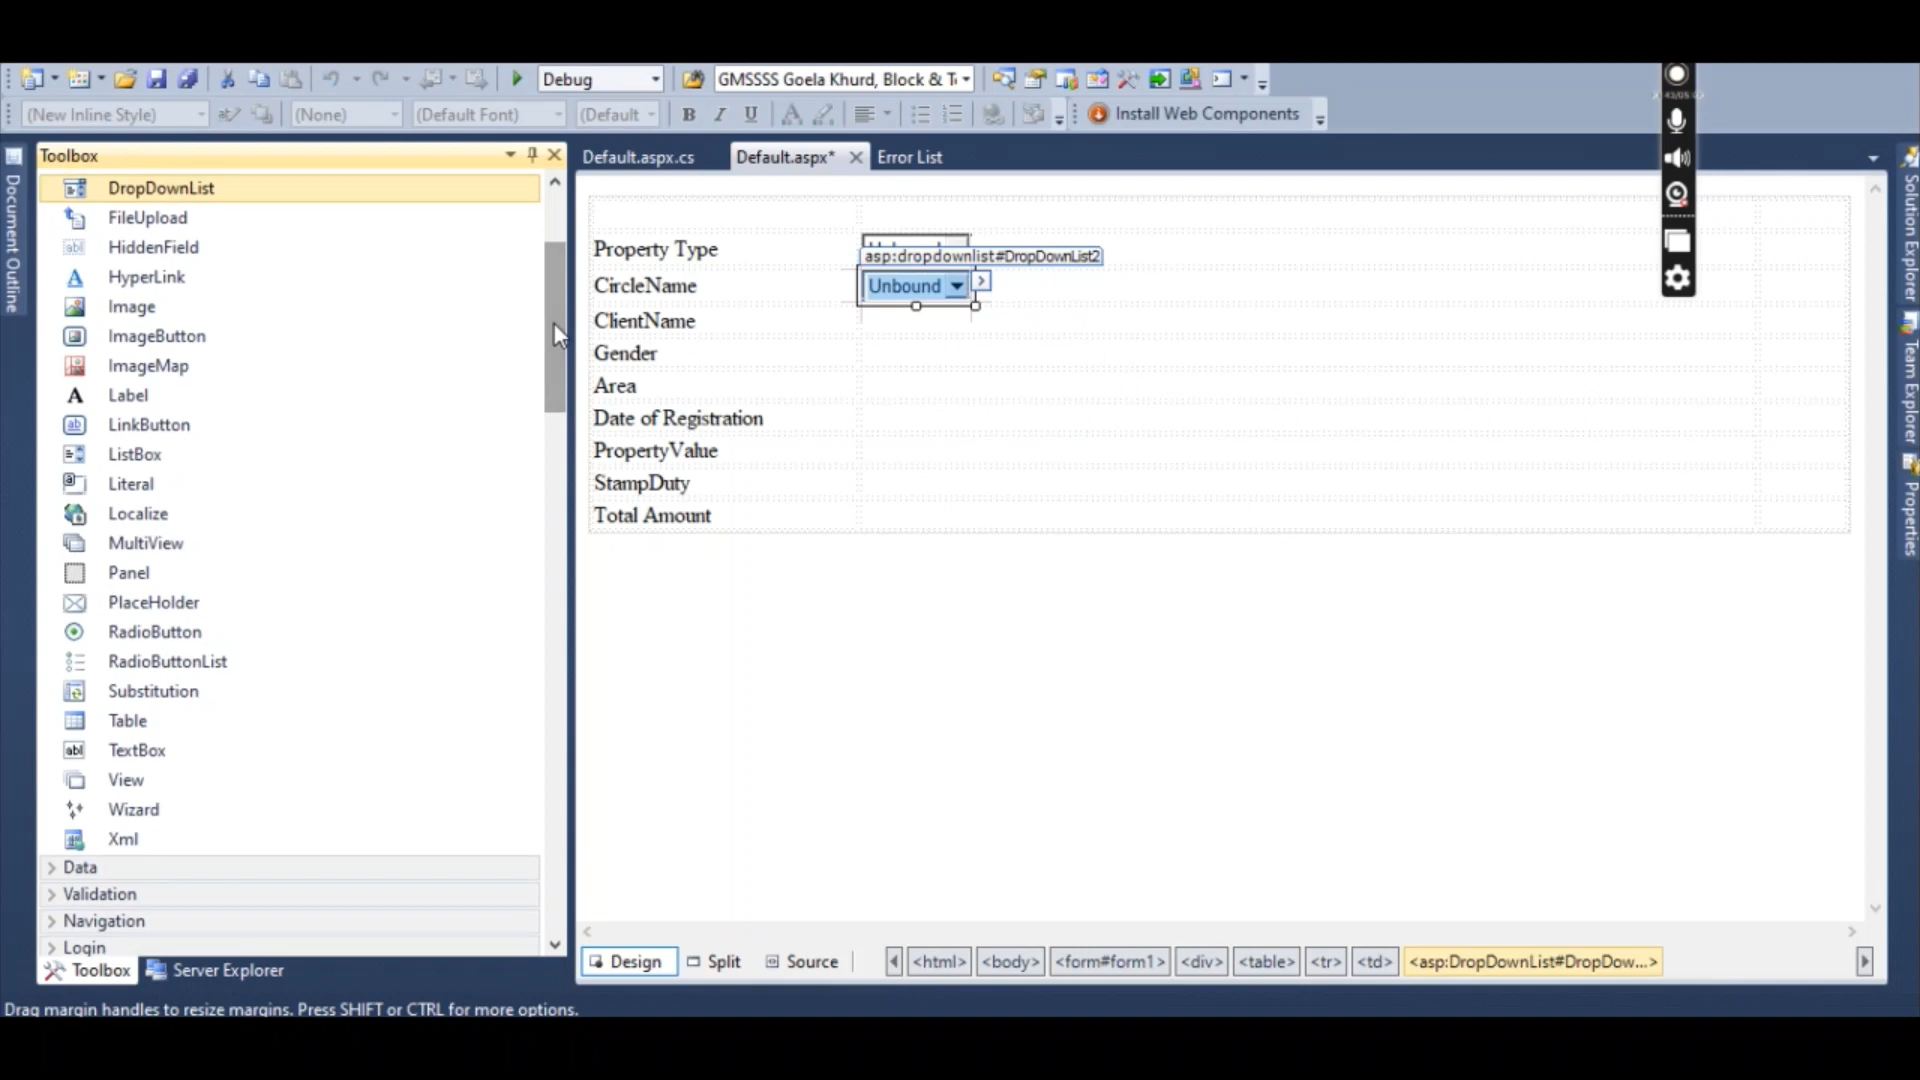 Debug
GMSSSS Goela Khurd, Block & T
(New Inline Style)
(None)
(Default Font)
(Default
B I U
Install Web Components
Document Outline
Toolbox
DropDownList
FileUpload
HiddenField
HyperLink
Image
ImageButton
ImageMap
Label
LinkButton
ListBox
Literal
Localize
MultiView
Panel
PlaceHolder
RadioButton
RadioButtonList
Substitution
Table
TextBox
View
Wizard
Xml
Data
Validation
Navigation
Login
Toolbox
Server Explorer
Default.aspx.cs
Default.aspx*
Error List
Property Type
asp:dropdownlist#DropDownList2
CircleName
Unbound
ClientName
Gender
Area
Date of Registration
PropertyValue
StampDuty
Total Amount
Design
Split
Source
<html>
<body>
<form#form1>
<div>
<table>
<tr>
<td>
<asp:DropDownList#DropDow...>
Solution Explorer
Team Explorer
Properties
Drag margin handles to resize margins. Press SHIFT or CTRL for more options.